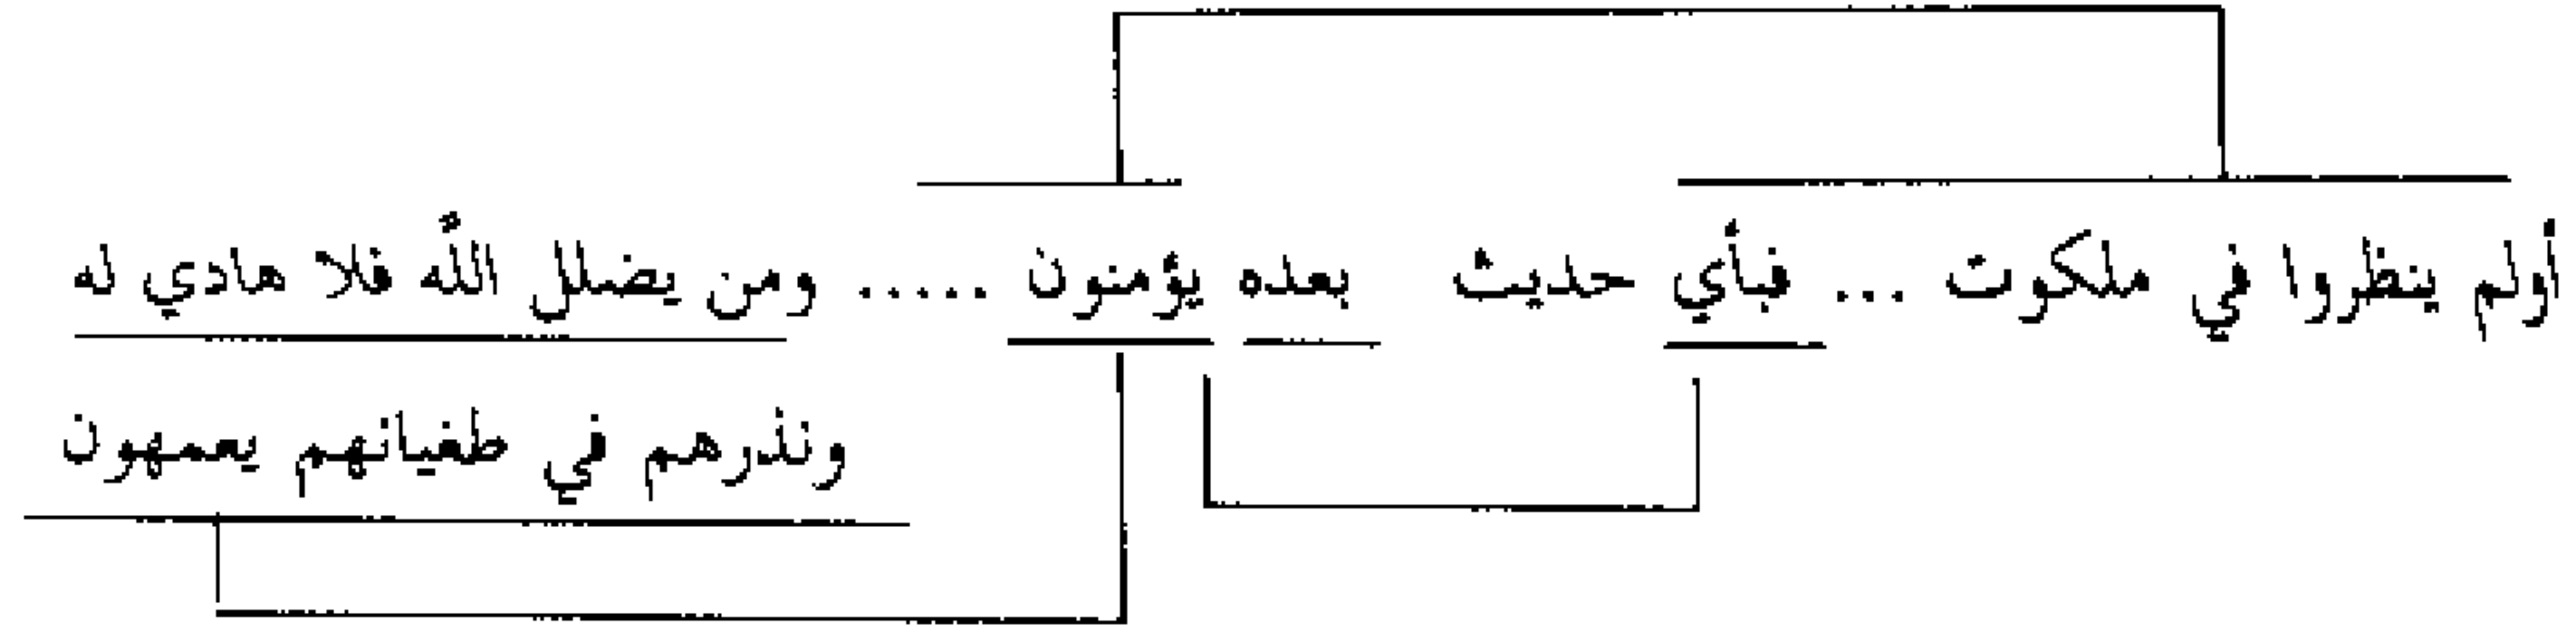 أولم ينظروا في ملكوت ... فبأي حديث بعده يؤمنون ..... ومن يضلل الله فلا هادي له
ونذرهم في طغيانهم يعمهون